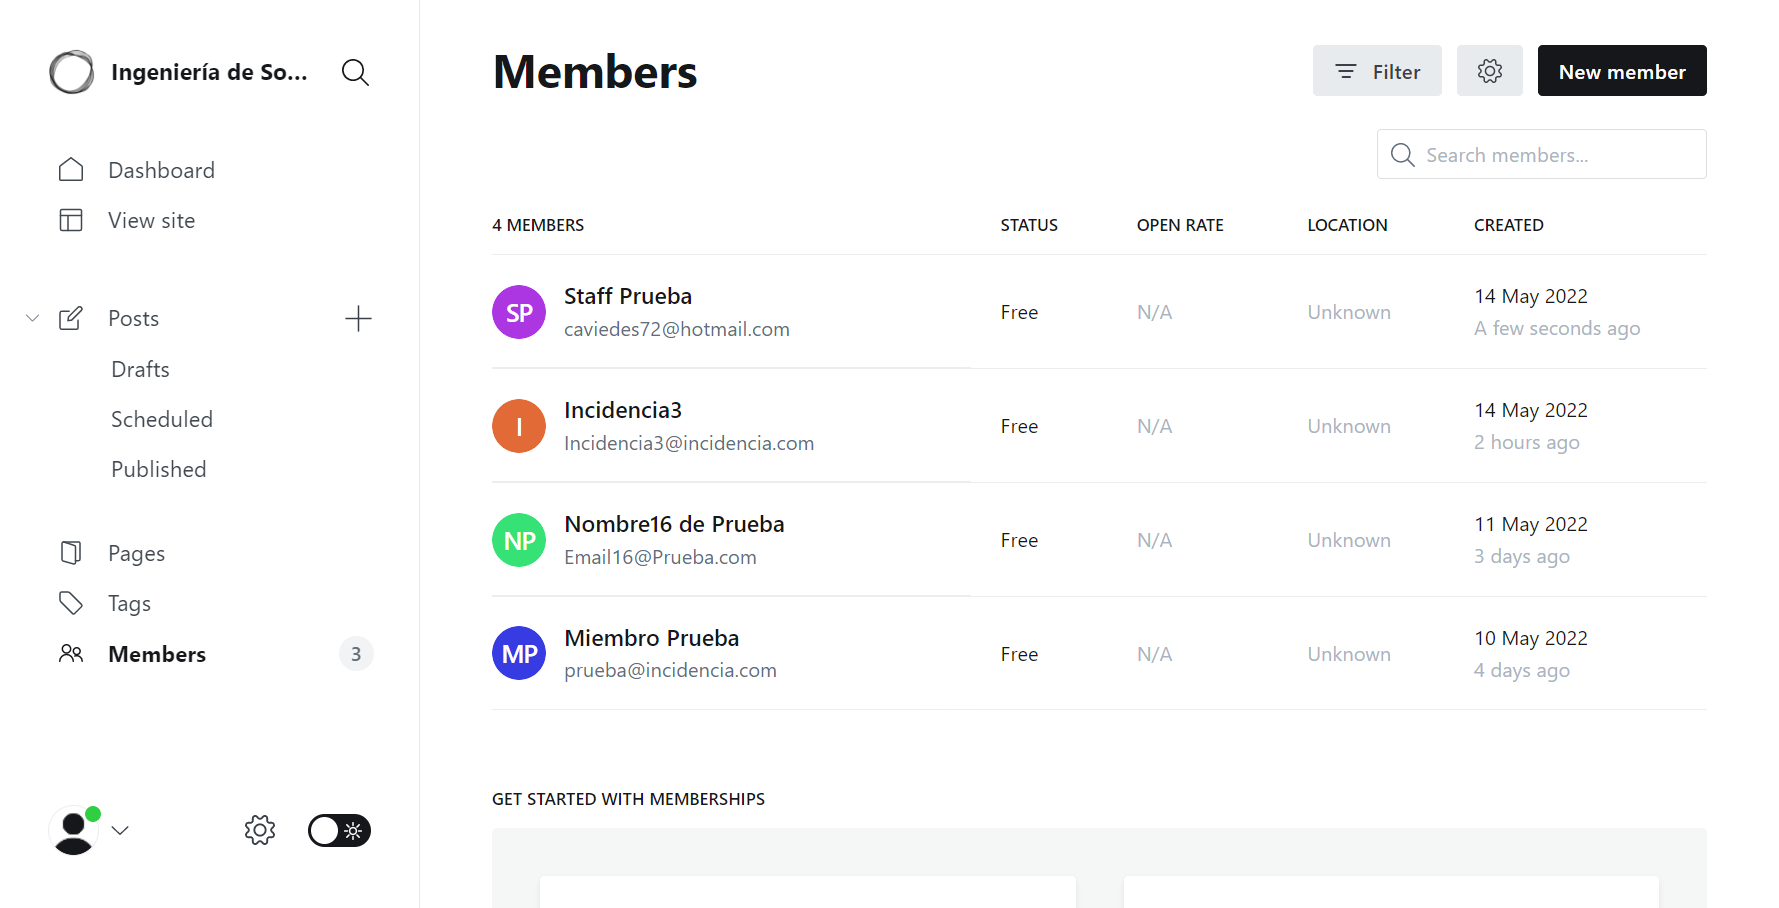 Ingeniería de So...
Dashboard
View site
Posts
Drafts
Scheduled
Published
Pages
Tags
Members 3
Members
Filter
New member
Search members...
4 MEMBERS STATUS OPEN RATE LOCATION CREATED
SP Staff Prueba Free N/A Unknown 14 May 2022
caviedes72@hotmail.com A few seconds ago
I Incidencia3 Free N/A Unknown 14 May 2022
Incidencia3@incidencia.com 2 hours ago
NP Nombre16 de Prueba Free N/A Unknown 11 May 2022
Email16@Prueba.com 3 days ago
MP Miembro Prueba Free N/A Unknown 10 May 2022
prueba@incidencia.com 4 days ago
GET STARTED WITH MEMBERSHIPS